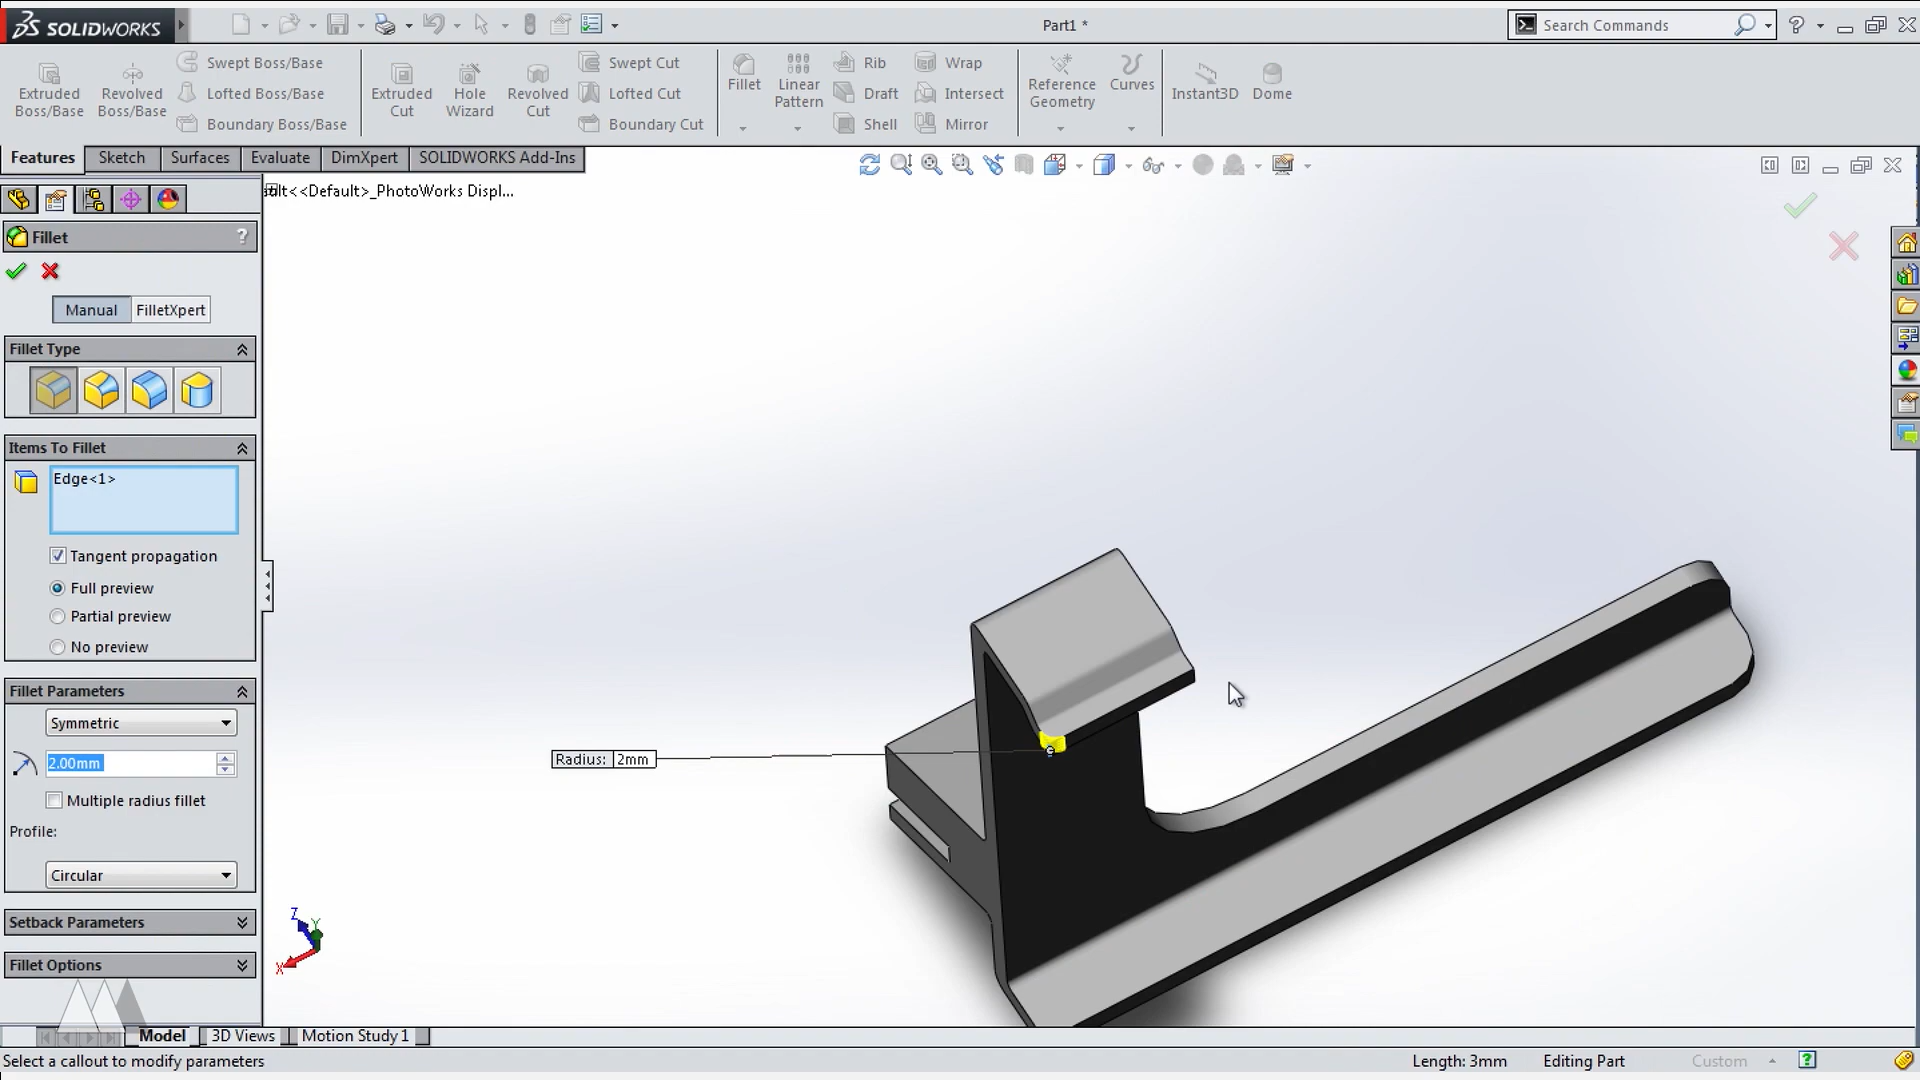 SOLIDWORKS
Part1 *
Search Commands
Extruded Boss/Base
Revolved Boss/Base
Swept Boss/Base
Lofted Boss/Base
Boundary Boss/Base
Extruded Cut
Hole Wizard
Revolved Cut
Swept Cut
Lofted Cut
Boundary Cut
Fillet
Linear Pattern
Rib
Draft
Shell
Wrap
Intersect
Mirror
Reference Geometry
Curves
Instant3D
Dome
Features
Sketch
Surfaces
Evaluate
DimXpert
SOLIDWORKS Add-Ins
<<Default>_PhotoWorks Displ...
Fillet
?
Manual
FilletXpert
Fillet Type
Items To Fillet
Edge<1>
Tangent propagation
Full preview
Partial preview
No preview
Fillet Parameters
Symmetric
2.00mm
Multiple radius fillet
Profile:
Circular
Setback Parameters
Fillet Options
Radius: 2mm
Z
Y
X
Model
3D Views
Motion Study 1
Select a callout to modify parameters
Length: 3mm
Editing Part
Custom
?